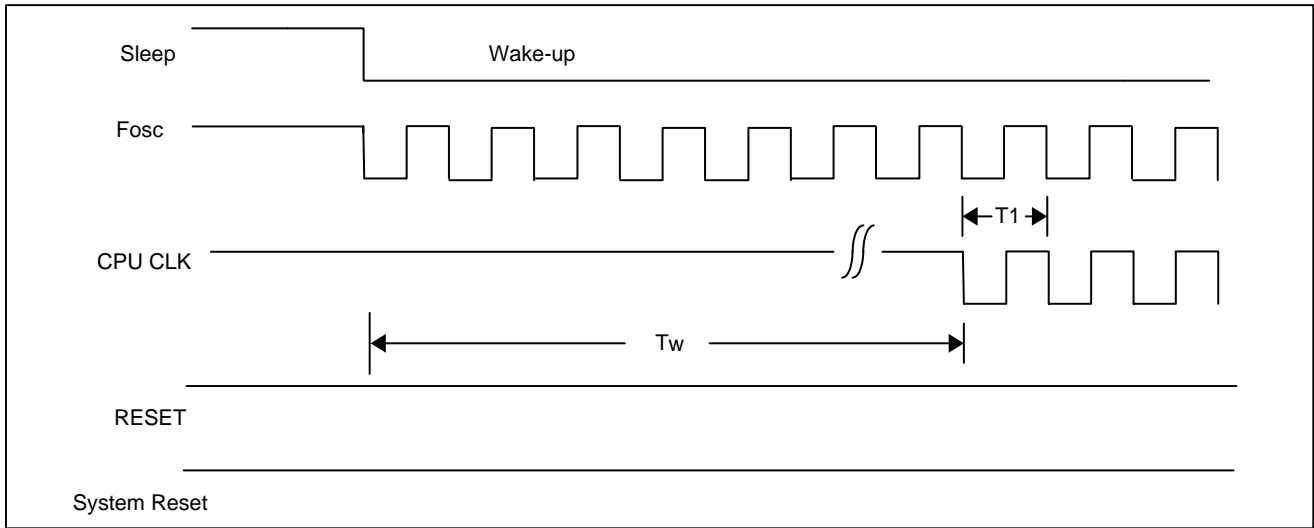 Sleep Wake-up
Fosc
T1
CPU CLK
Tw
RESET
System Reset